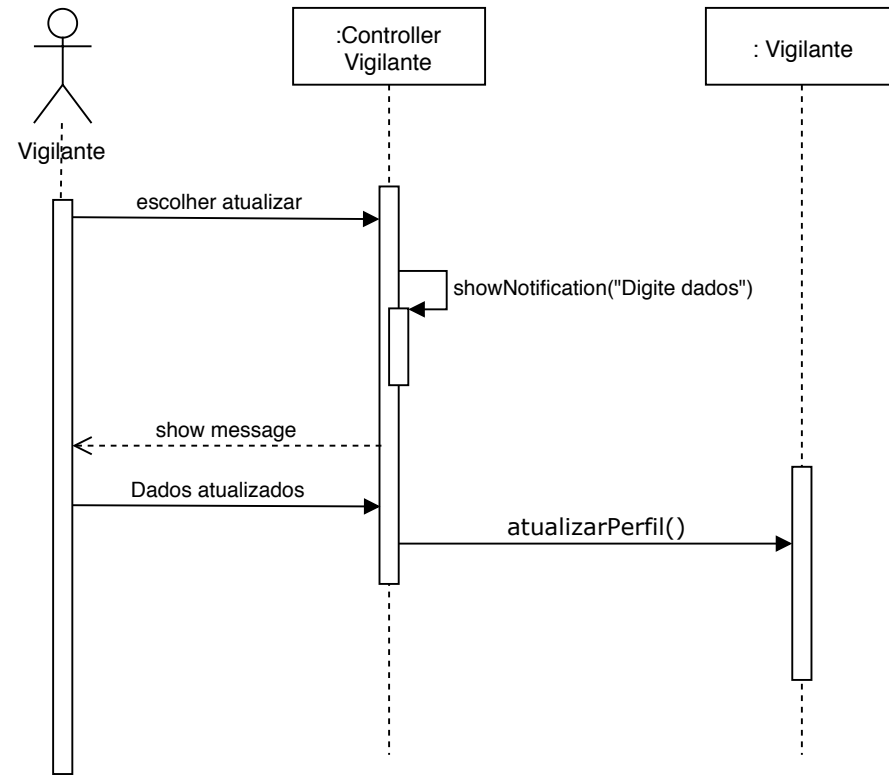 :Controller
Vigilante
: Vigilante
Vigilante
escolher atualizar
showNotification("Digite dados")
show message
Dados atualizados
atualizarPerfil()